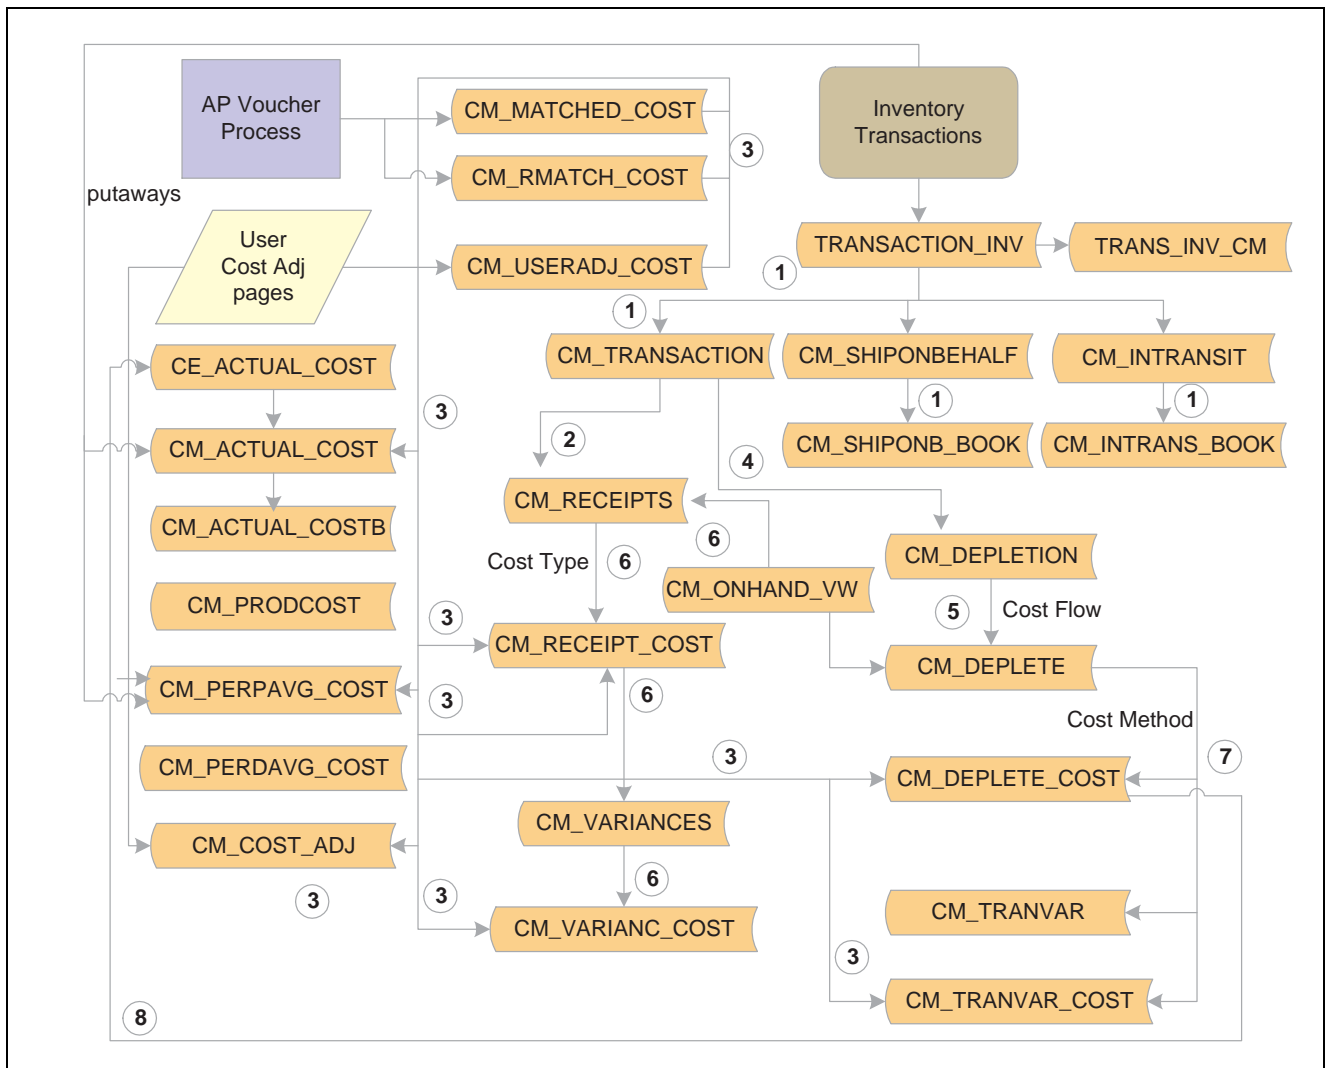 AP Voucher
Process
CM_MATCHED_COST
Inventory
Transactions
3
CM_RMATCH_COST
putaways
User
Cost Adj
pages
CM_USERADJ_COST
TRANSACTION_INV
TRANS_INV_CM
1
1
CE_ACTUAL_COST
CM_TRANSACTION
CM_SHIPONBEHALF
CM_INTRANSIT
3
1
1
CM_ACTUAL_COST
2
CM_SHIPONB_BOOK
CM_INTRANS_BOOK
4
CM_RECEIPTS
CM_ACTUAL_COSTB
6
CM_DEPLETION
Cost Type
6
CM_ONHAND_VW
CM_PRODCOST
3
5
Cost Flow
CM_RECEIPT_COST
CM_DEPLETE
CM_PERPAVG_COST
3
6
Cost Method
CM_PERDAVG_COST
3
7
CM_DEPLETE_COST
CM_VARIANCES
CM_COST_ADJ
6
3
3
CM_TRANVAR
CM_VARIANC_COST
3
CM_TRANVAR_COST
8